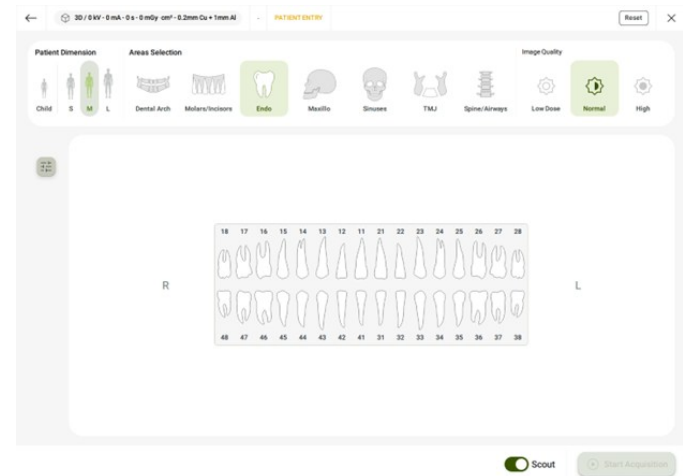 3D / 0 kV - 0 mA - 0 s - 0 mGy cm² - 0.2mm Cu + 1mm Al - PATIENT ENTRY Reset
Patient Dimension Areas Selection Image Quality
Child S M L Dental Arch Molars/Incisors Endo Maxillo Sinuses TMJ Spine/Airways Low Dose Normal High
18 17 16 15 14 13 12 11 21 22 23 24 25 26 27 28
R L
48 47 46 45 44 43 42 41 31 32 33 34 35 36 37 38
Scout Start Acquisition